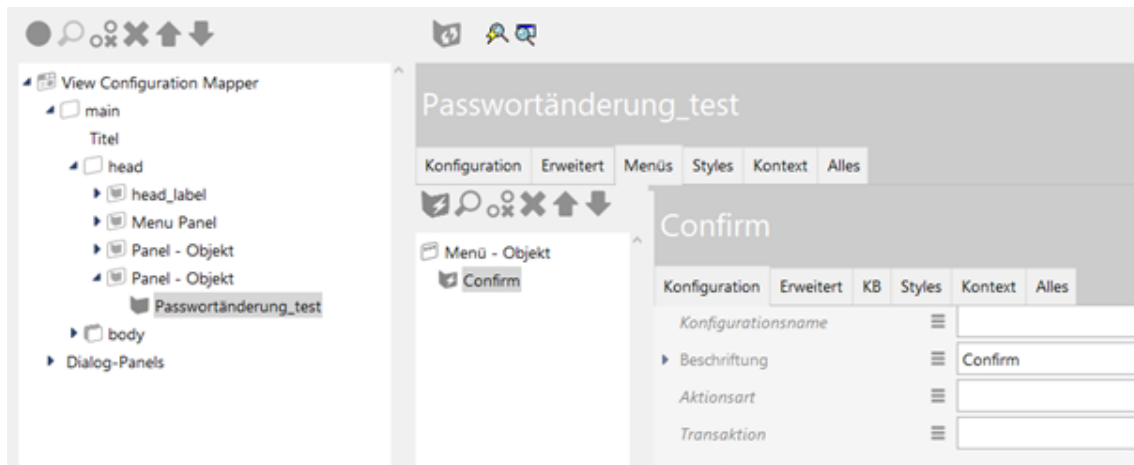 View Configuration Mapper
main
Titel
head
head_label
Menu Panel
Panel - Objekt
Panel - Objekt
Passwortänderung_test
body
Dialog-Panels
Passwortänderung_test
Konfiguration Erweitert Menüs Styles Kontext Alles
Menü - Objekt
Confirm
Confirm
Konfiguration Erweitert KB Styles Kontext Alles
Konfigurationsname
Beschriftung Confirm
Aktionsart
Transaktion